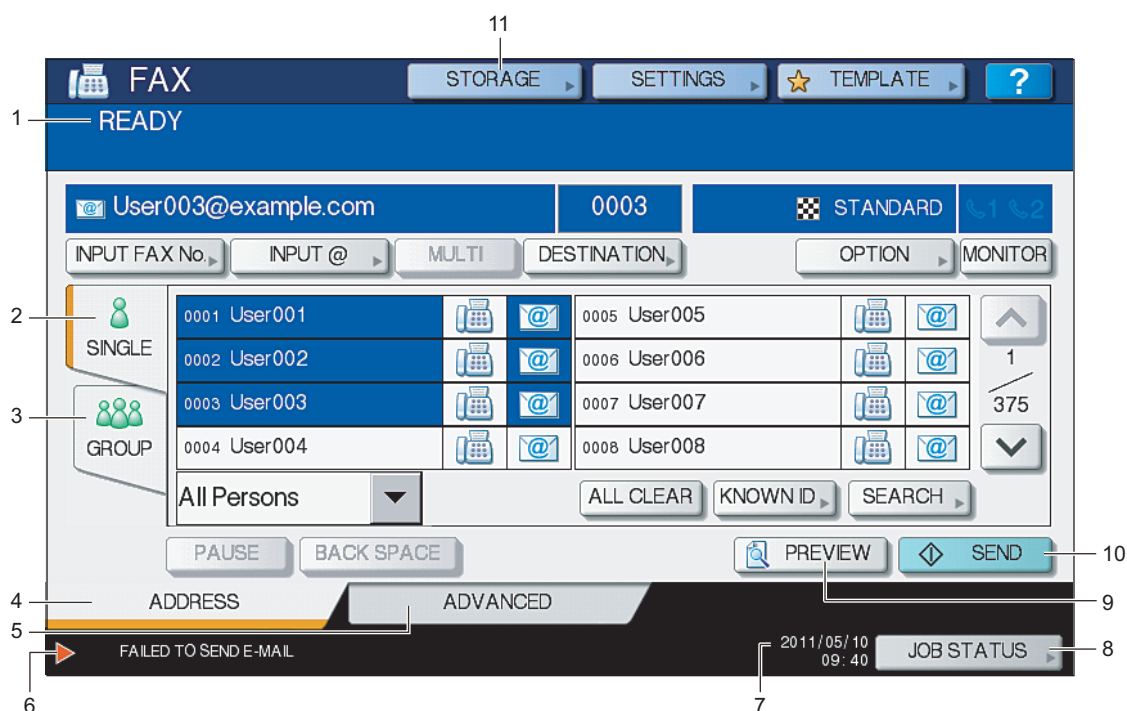 11
FAX STORAGE SETTINGS TEMPLATE ?
1 READY
User003@example.com 0003 STANDARD 1 2
INPUT FAX No. INPUT @ MULTI DESTINATION OPTION MONITOR
2 SINGLE
0001 User001 @ 0005 User005 @
0002 User002 @ 0006 User006 @ 1
3 GROUP
0003 User003 @ 0007 User007 @ 375
0004 User004 @ 0008 User008 @
All Persons ALL CLEAR KNOWN ID SEARCH
PAUSE BACK SPACE PREVIEW SEND 10
4 ADDRESS ADVANCED 9
5
6 FAILED TO SEND E-MAIL 7 2011/05/10
09:40 JOB STATUS 8